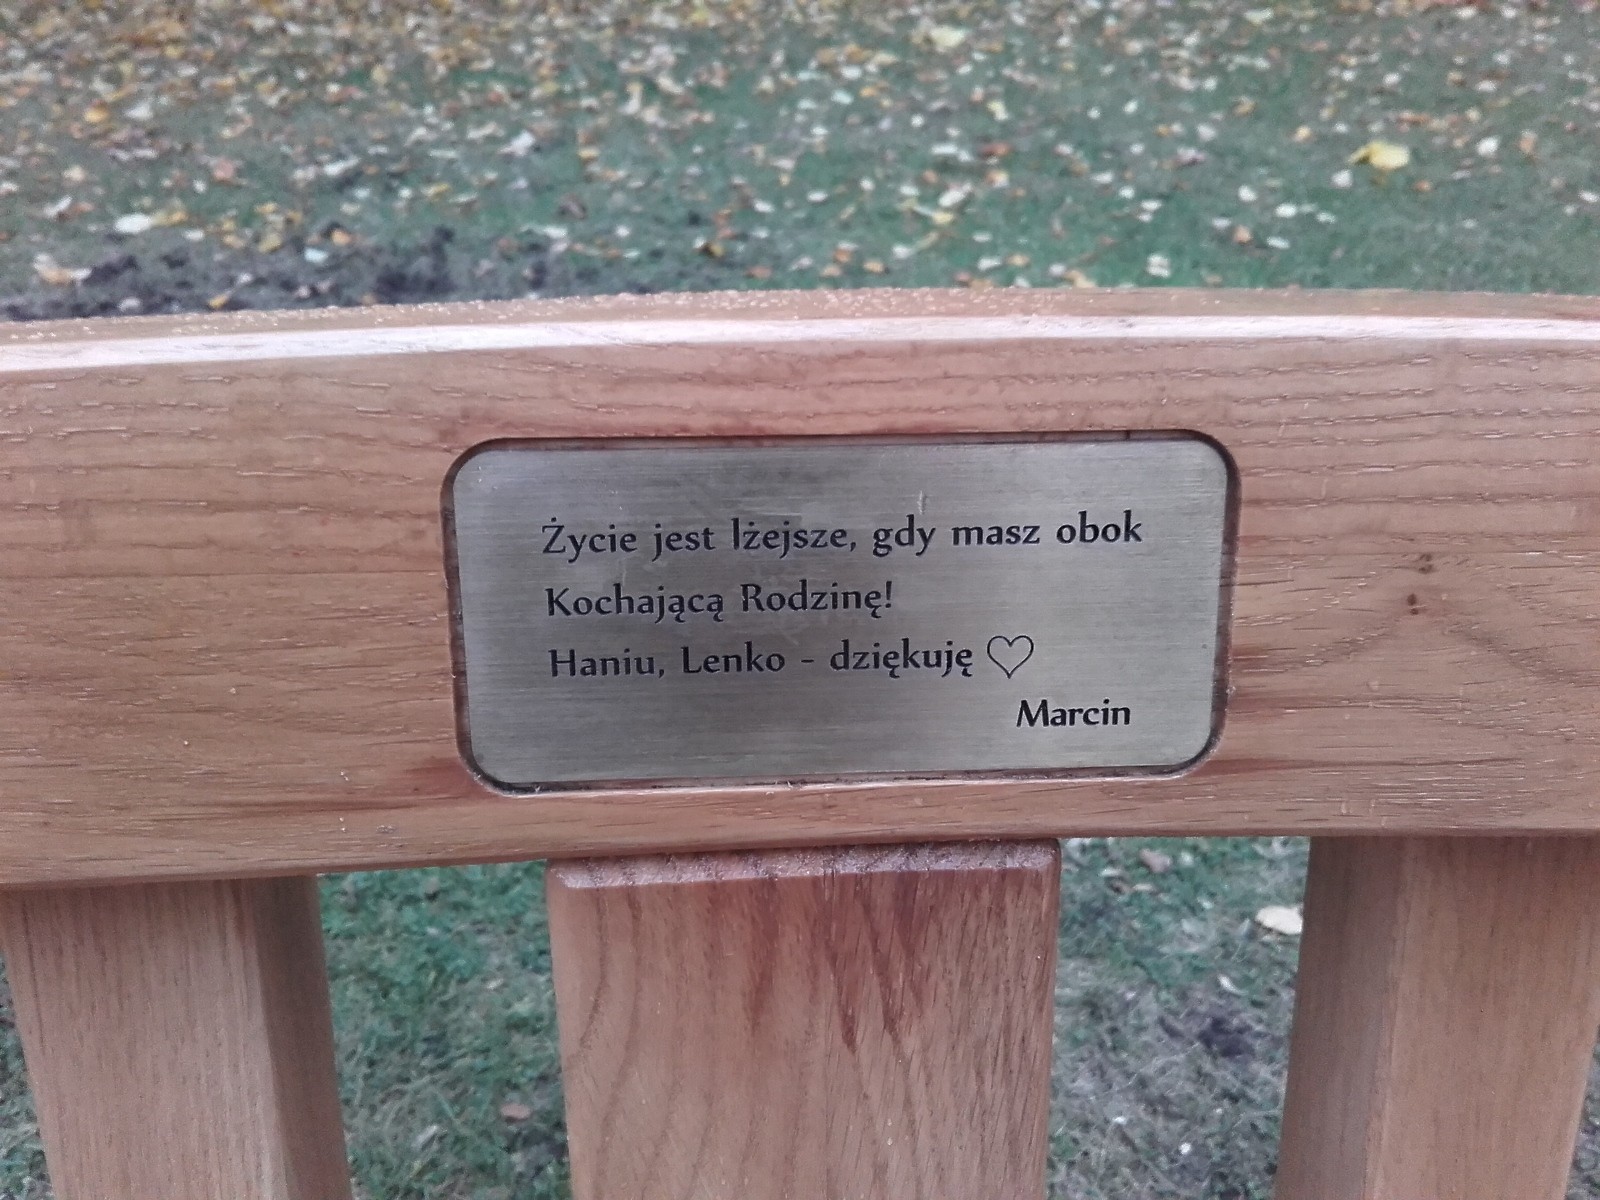 Życie jest lżejsze, gdy masz obok
Kochającą Rodzinę!
Haniu, Lenko - dziękuję ♡
Marcin